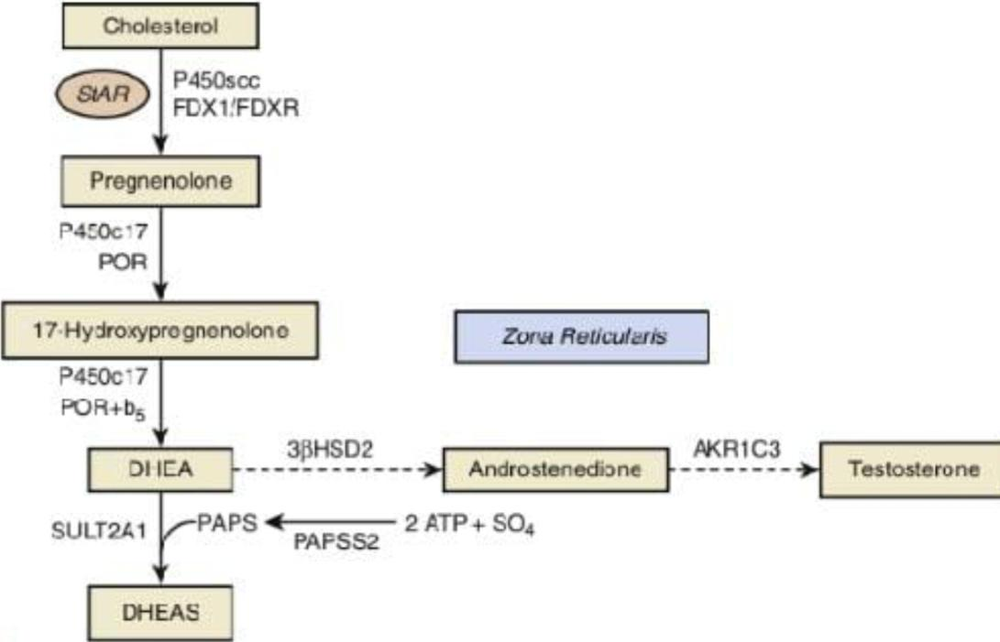 Cholesterol
StAR
P450scc
FDX1/FDXR
Pregnenolone
P450c17
POR
17-Hydroxypregnenolone
Zona Reticularis
P450c17
POR+b₅
DHEA
3βHSD2
Androstenedione
AKR1C3
Testosterone
SULT2A1
PAPS
PAPSS2
2 ATP + SO₄
DHEAS